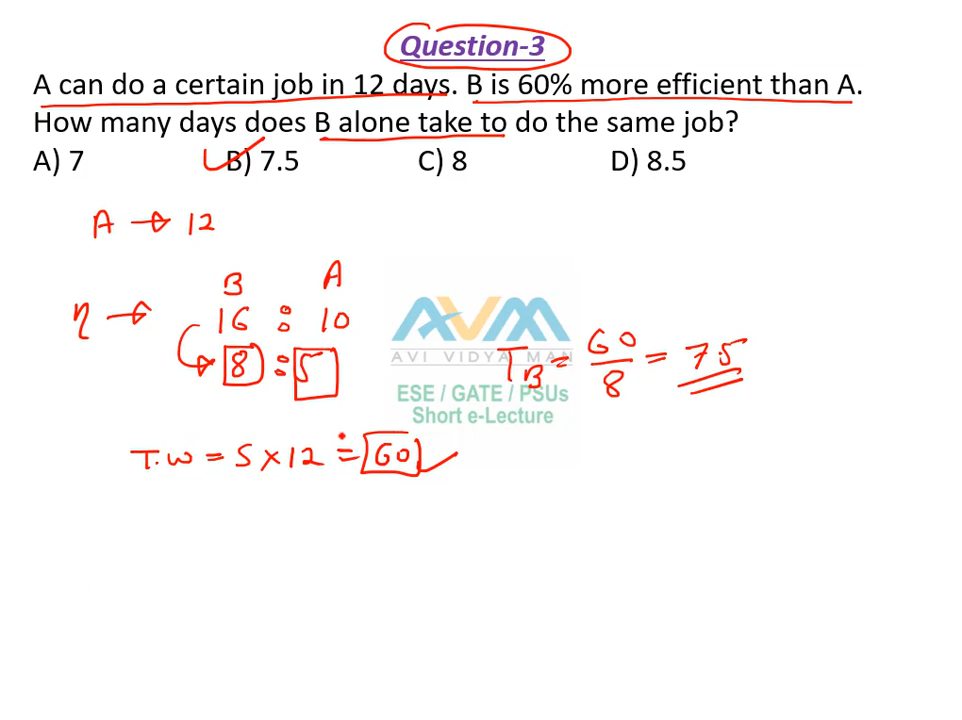 Question-3
A can do a certain job in 12 days. B is 60% more efficient than A.
How many days does B alone take to do the same job?
A) 7 B) 7.5 C) 8 D) 8.5
A → 12
B A
η → 16 : 10
8 : 5
AVM
AVI VIDYA MAN
T_B = 60/8 = 7.5
ESE / GATE / PSUs
Short e-Lecture
T.W = 5 × 12 = 60